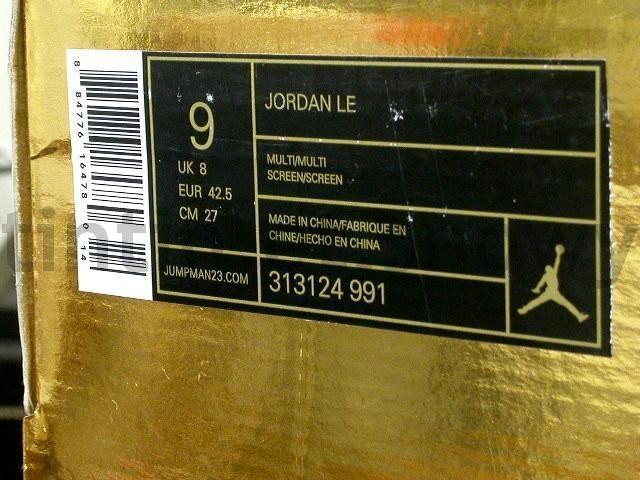 8 84776 16478 0 14
9
UK 8
EUR 42.5
CM 27
JUMPMAN23.COM
JORDAN LE
MULTI/MULTI
SCREEN/SCREEN
MADE IN CHINA/FABRIQUE EN
CHINE/HECHO EN CHINA
313124 991